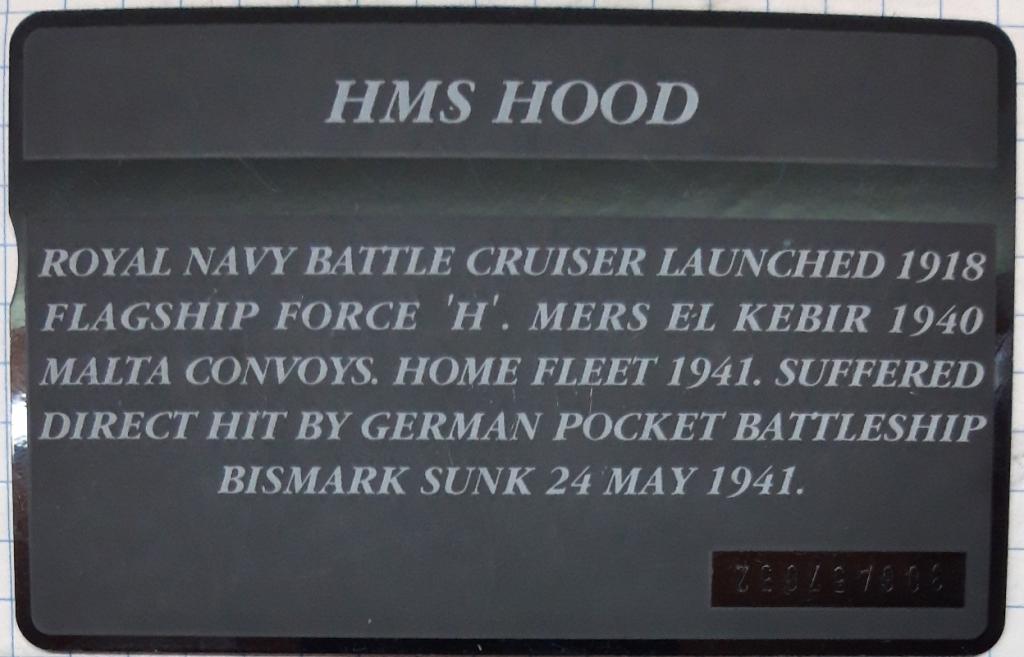 HMS HOOD
ROYAL NAVY BATTLE CRUISER LAUNCHED 1918
FLAGSHIP FORCE 'H'. MERS EL KEBIR 1940
MALTA CONVOYS. HOME FLEET 1941. SUFFERED
DIRECT HIT BY GERMAN POCKET BATTLESHIP
BISMARK SUNK 24 MAY 1941.